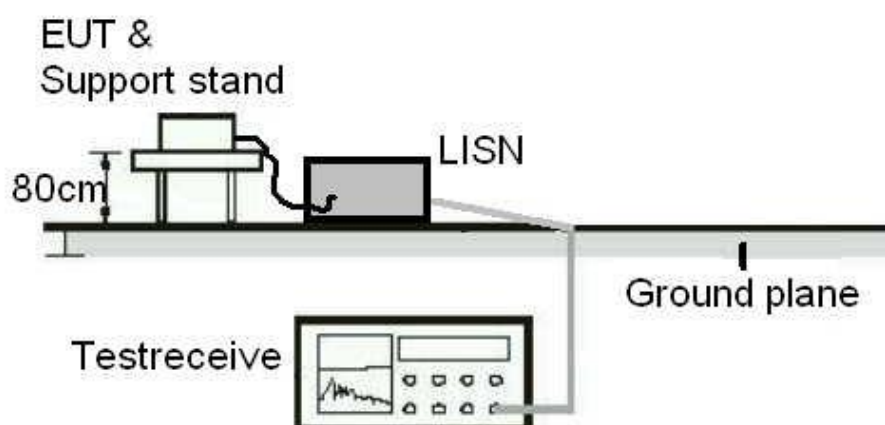 EUT &
Support stand
LISN
80cm
Ground plane
Testreceive